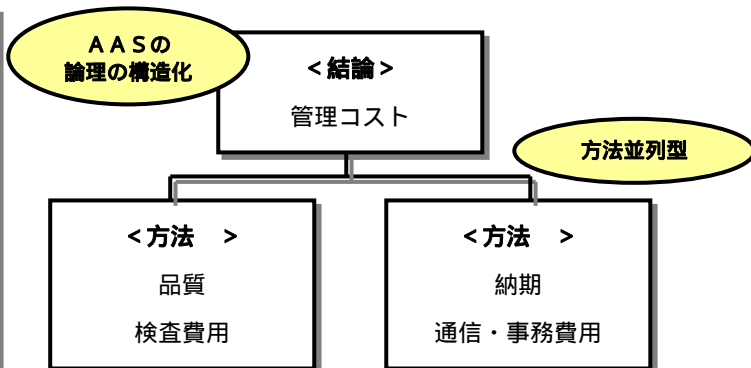 ＡＡＳの
論理の構造化
＜結論＞
管理コスト
方法並列型
＜方法　＞
品質
検査費用
＜方法　＞
納期
通信・事務費用